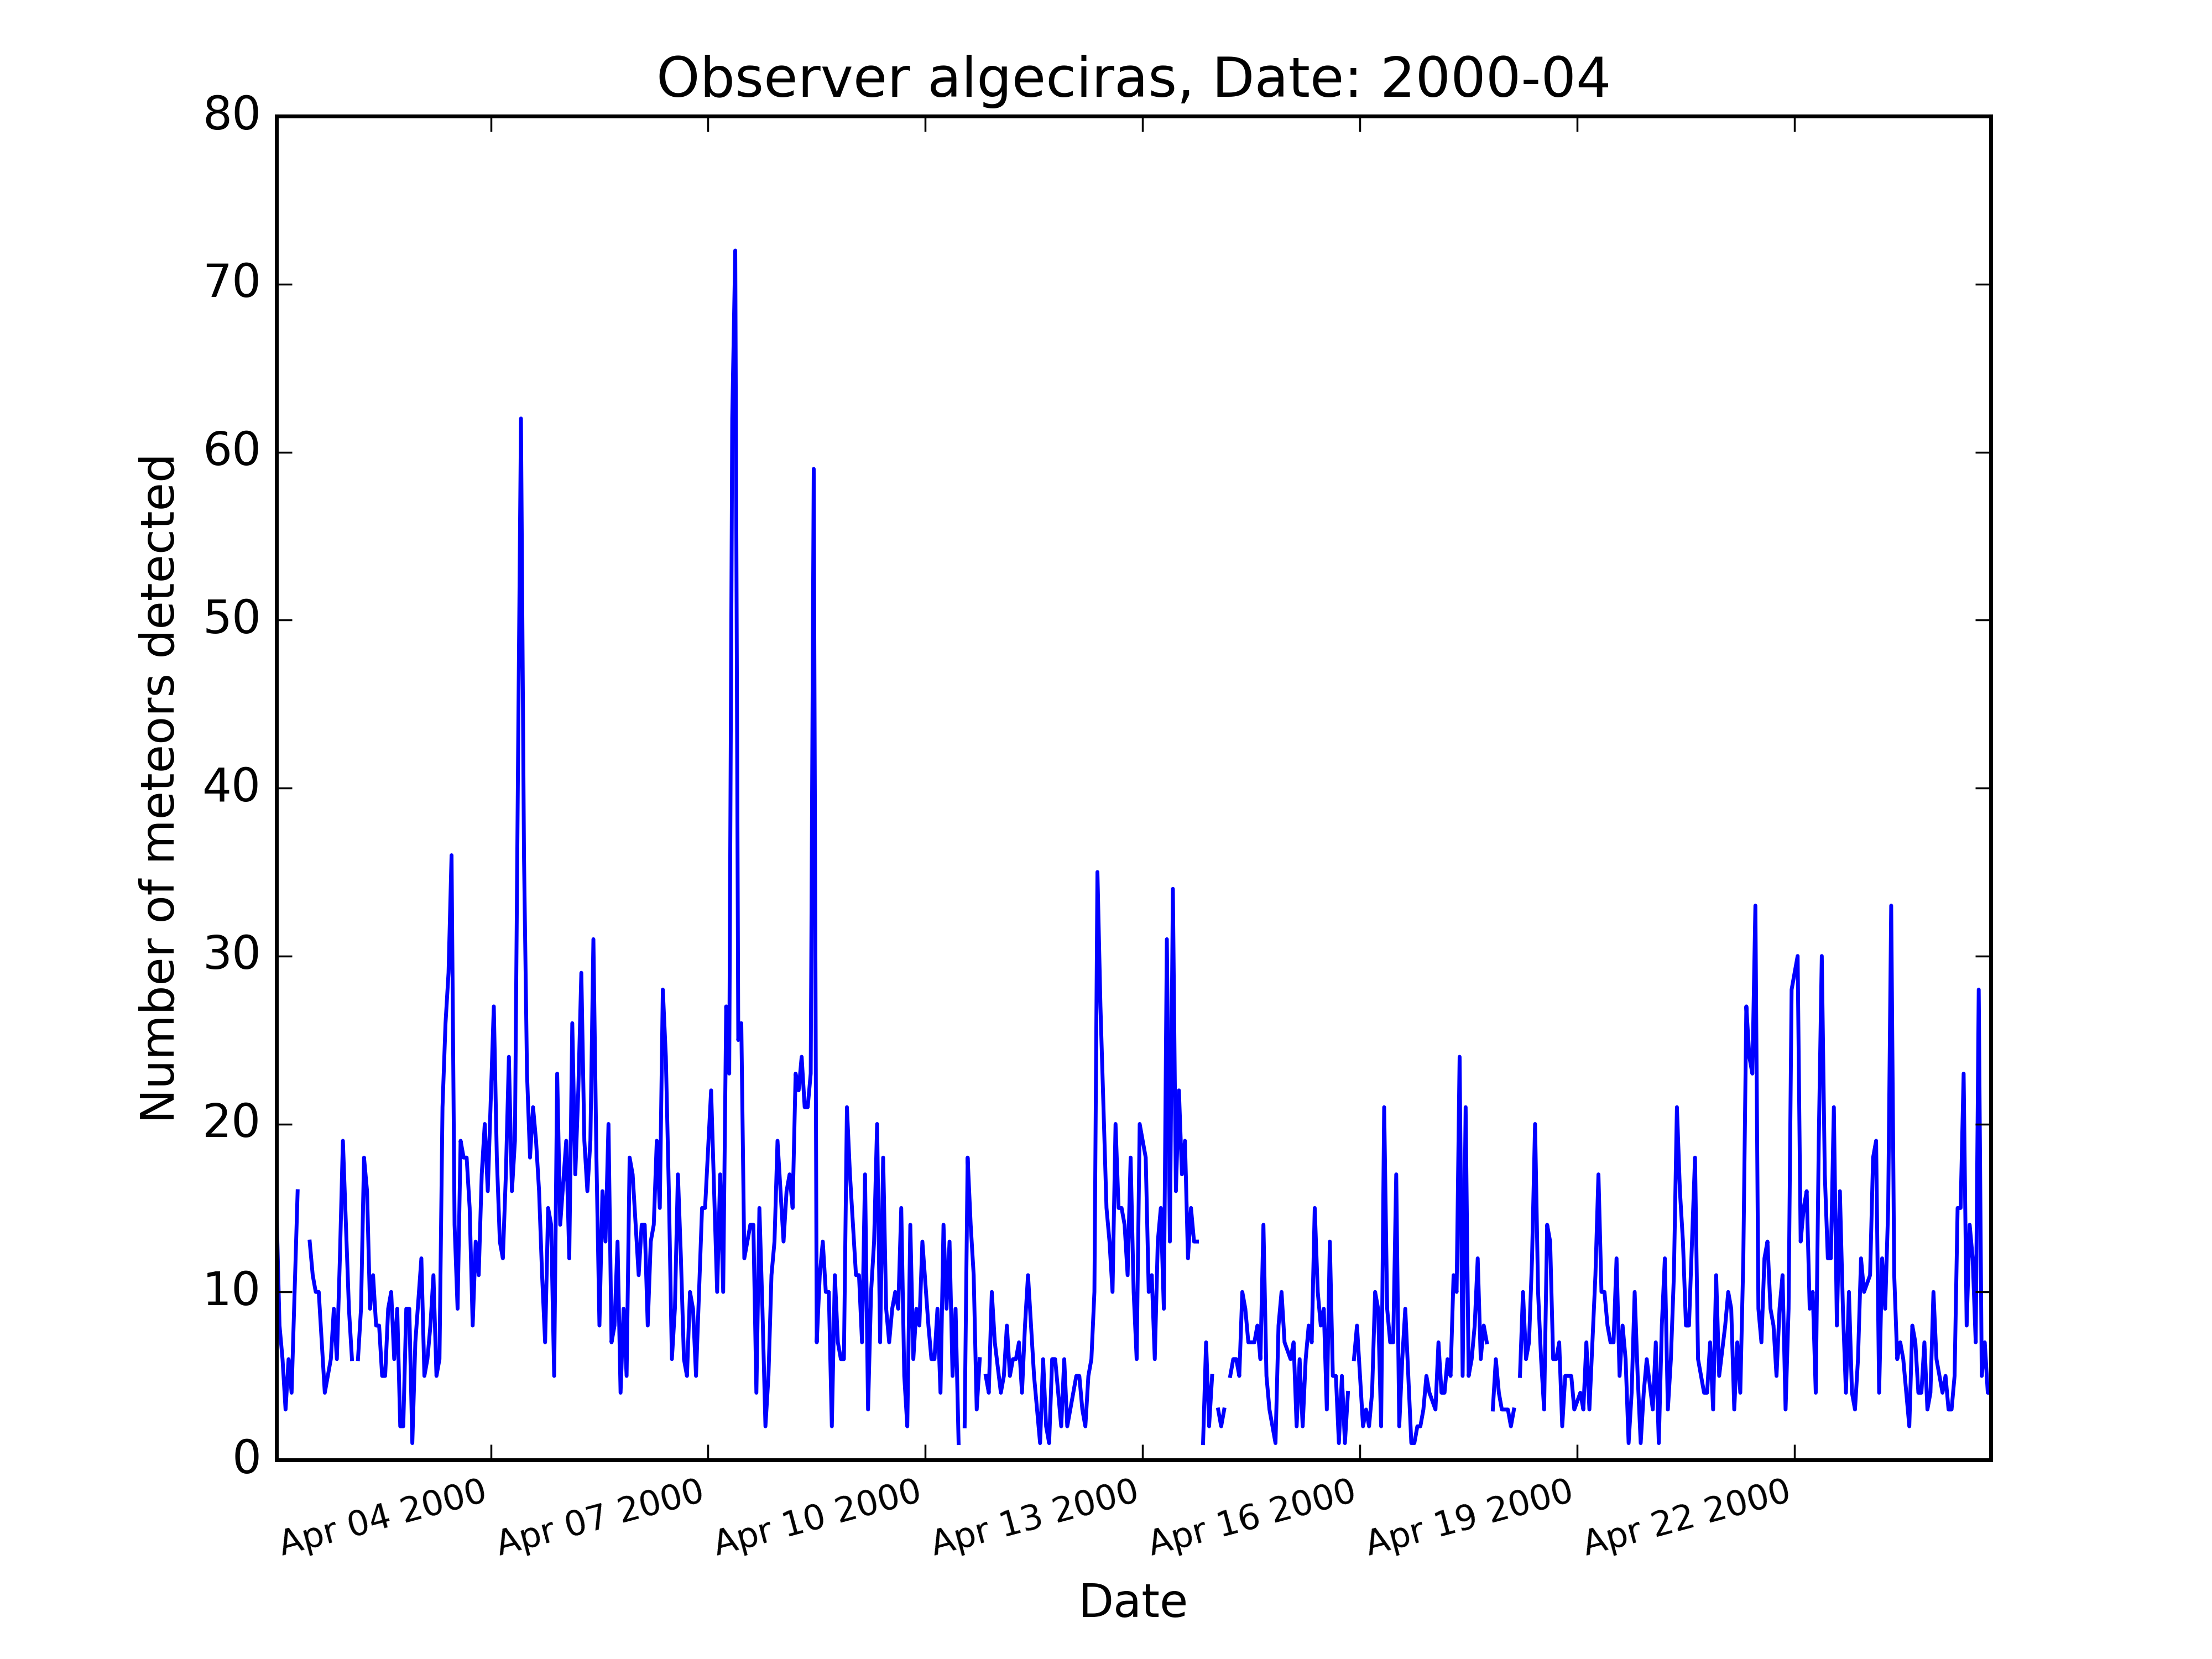 Observer algeciras, Date: 2000-04
80
70
60
50
40
30
20
10
0
Number of meteors detected
Apr 04 2000
Apr 07 2000
Apr 10 2000
Apr 13 2000
Apr 16 2000
Apr 19 2000
Apr 22 2000
Date